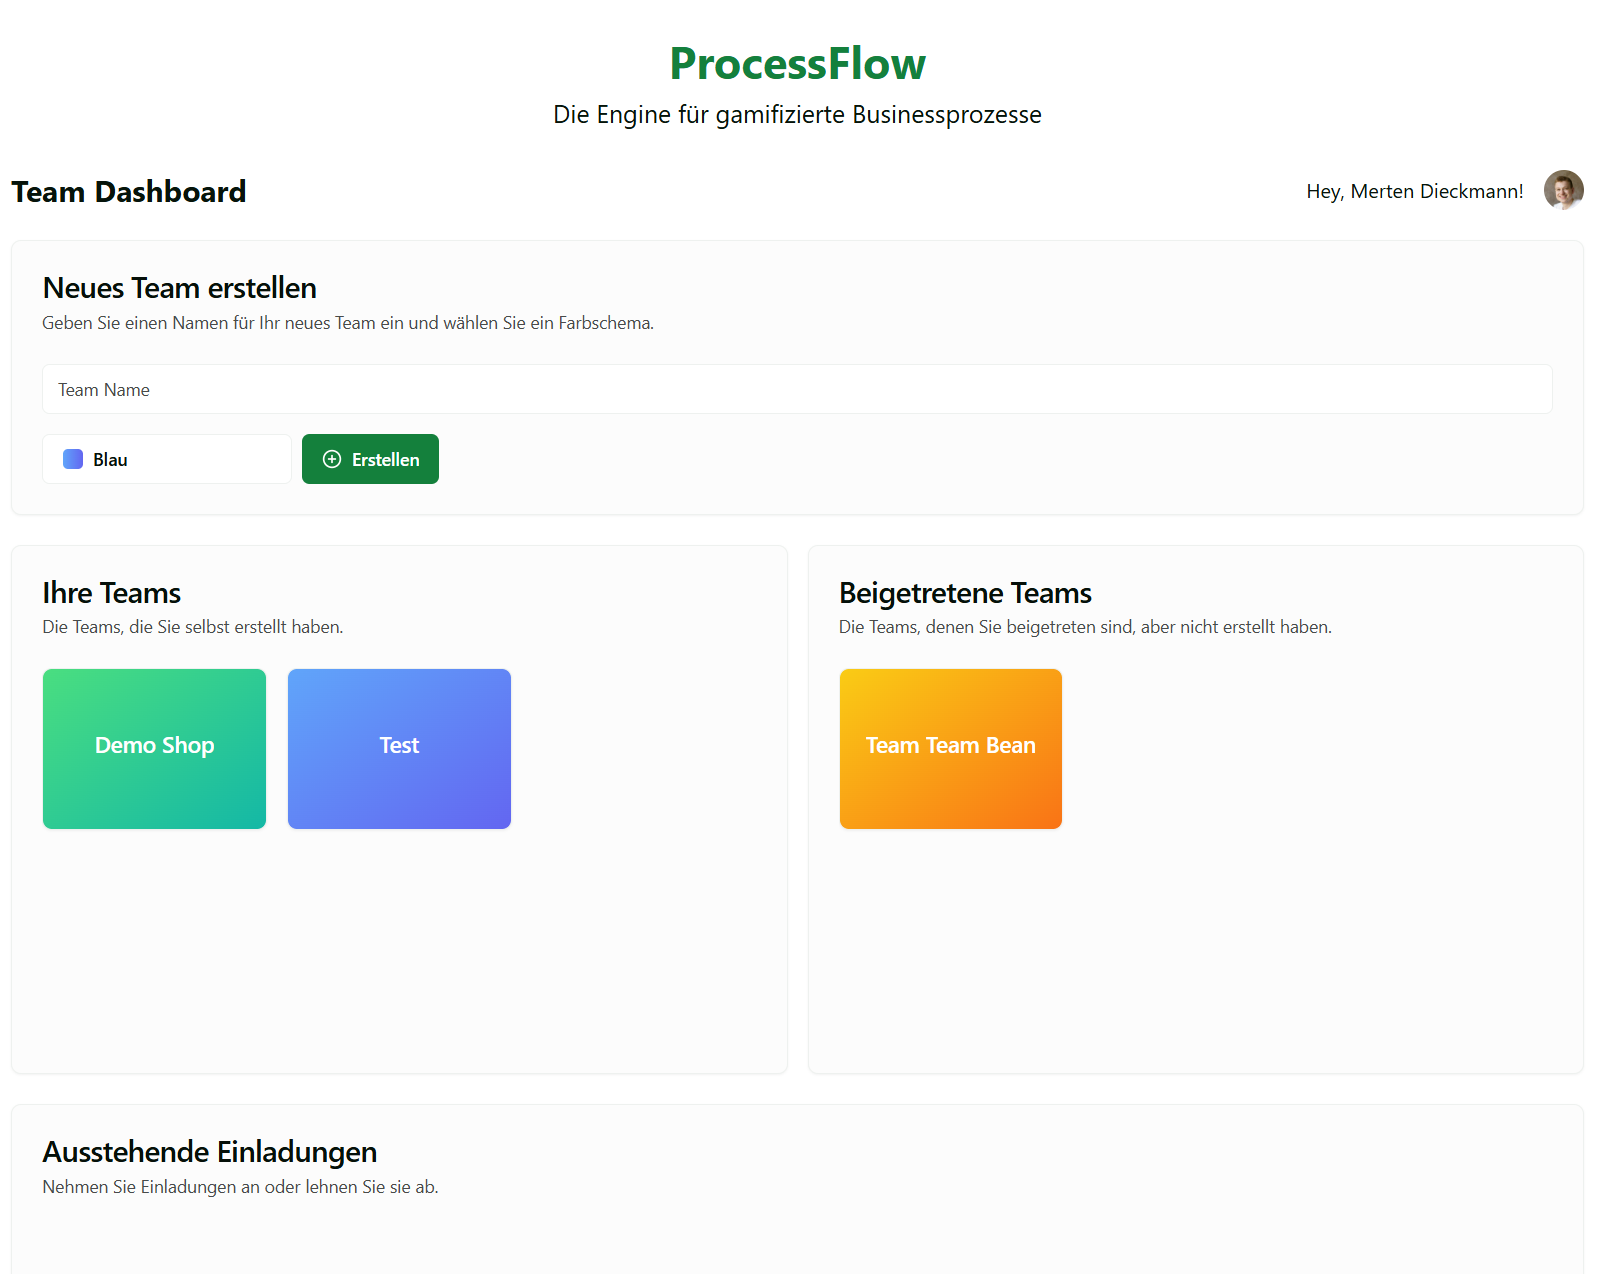 ProcessFlow
Die Engine für gamifizierte Businessprozesse
Team Dashboard
Hey, Merten Dieckmann!
Neues Team erstellen
Geben Sie einen Namen für Ihr neues Team ein und wählen Sie ein Farbschema.
Team Name
Blau
Erstellen
Ihre Teams
Die Teams, die Sie selbst erstellt haben.
Demo Shop
Test
Beigetretene Teams
Die Teams, denen Sie beigetreten sind, aber nicht erstellt haben.
Team Team Bean
Ausstehende Einladungen
Nehmen Sie Einladungen an oder lehnen Sie sie ab.